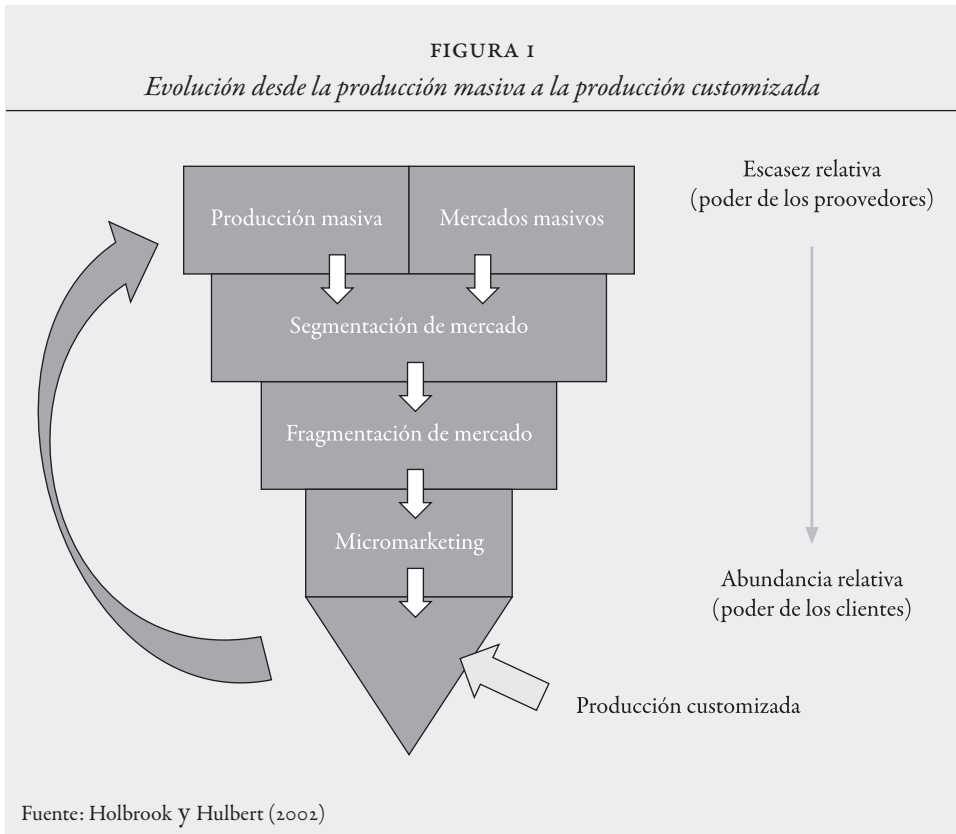 FIGURA 1
Evolución desde la producción masiva a la producción customizada
Producción masiva
Mercados masivos
Escasez relativa
(poder de los proovedores)
Segmentación de mercado
Fragmentación de mercado
Micromarketing
Abundancia relativa
(poder de los clientes)
Producción customizada
Fuente: Holbrook y Hulbert (2002)